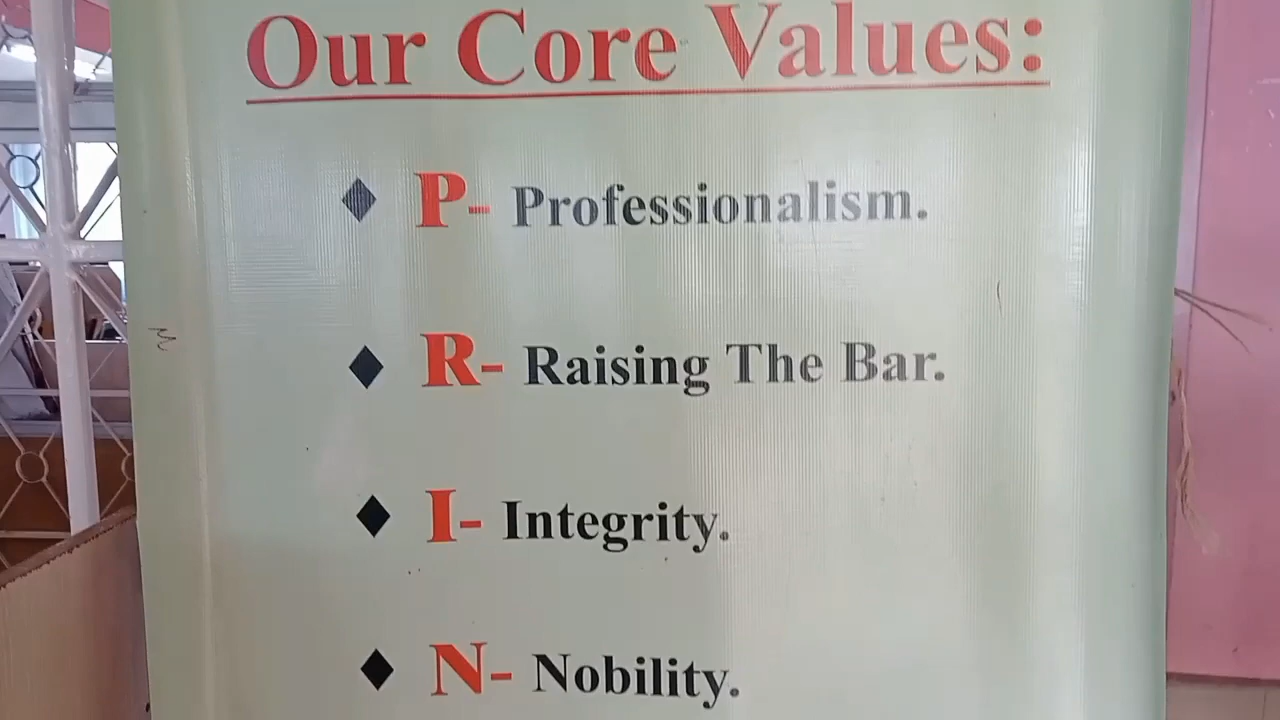 Our Core Values:
♦ P- Professionalism.
♦ R- Raising The Bar.
♦ I- Integrity.
♦ N- Nobility.